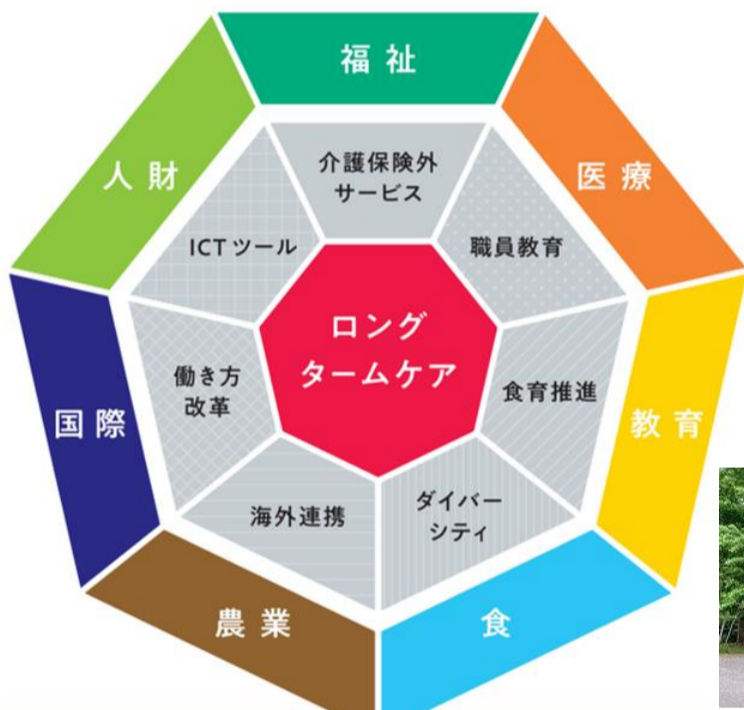 福祉
人財
医療
介護保険外
サービス
ICTツール
職員教育
ロング
タームケア
働き方
改革
食育推進
国際
教育
海外連携
ダイバー
シティ
農業
食